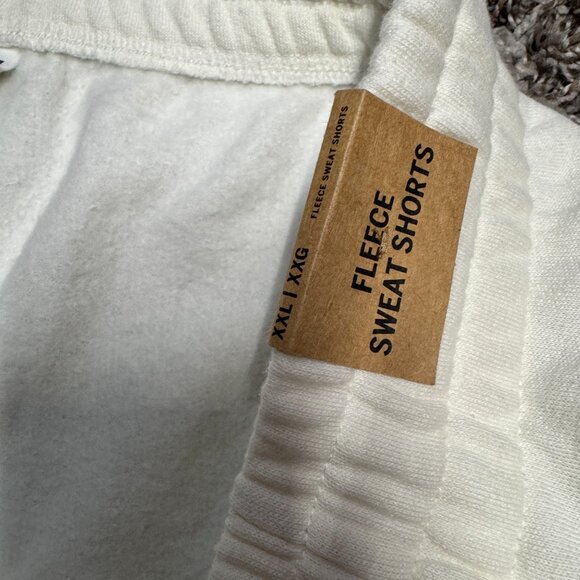 FLEECE SWEAT SHORTS
XXL | XXG
FLEECE
SWEAT SHORTS